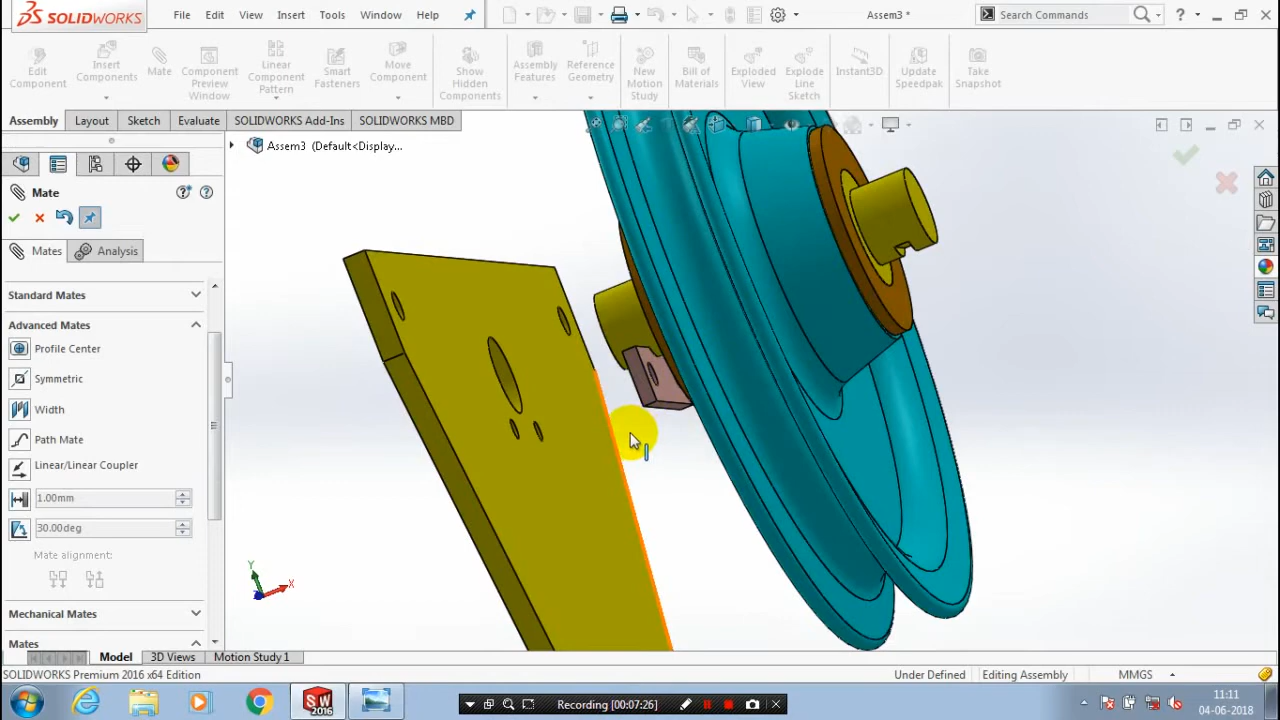 SOLIDWORKS File Edit View Insert Tools Window Help Assem3 * Search Commands ?
Edit Component
Insert Components
Mate
Component Preview Window
Linear Component Pattern
Smart Fasteners
Move Component
Show Hidden Components
Assembly Features
Reference Geometry
New Motion Study
Bill of Materials
Exploded View
Explode Line Sketch
Instant3D
Update Speedpak
Take Snapshot
Assembly Layout Sketch Evaluate SOLIDWORKS Add-Ins SOLIDWORKS MBD
Assem3 (Default<Display...
Mate
Mates Analysis
Standard Mates
Advanced Mates
Profile Center
Symmetric
Width
Path Mate
Linear/Linear Coupler
1.00mm
30.00deg
Mate alignment:
Mechanical Mates
Mates
Y
X
Model 3D Views Motion Study 1
SOLIDWORKS Premium 2016 x64 Edition Under Defined Editing Assembly MMGS
SW 2016
Recording [00:07:26]
11:11
04-06-2018